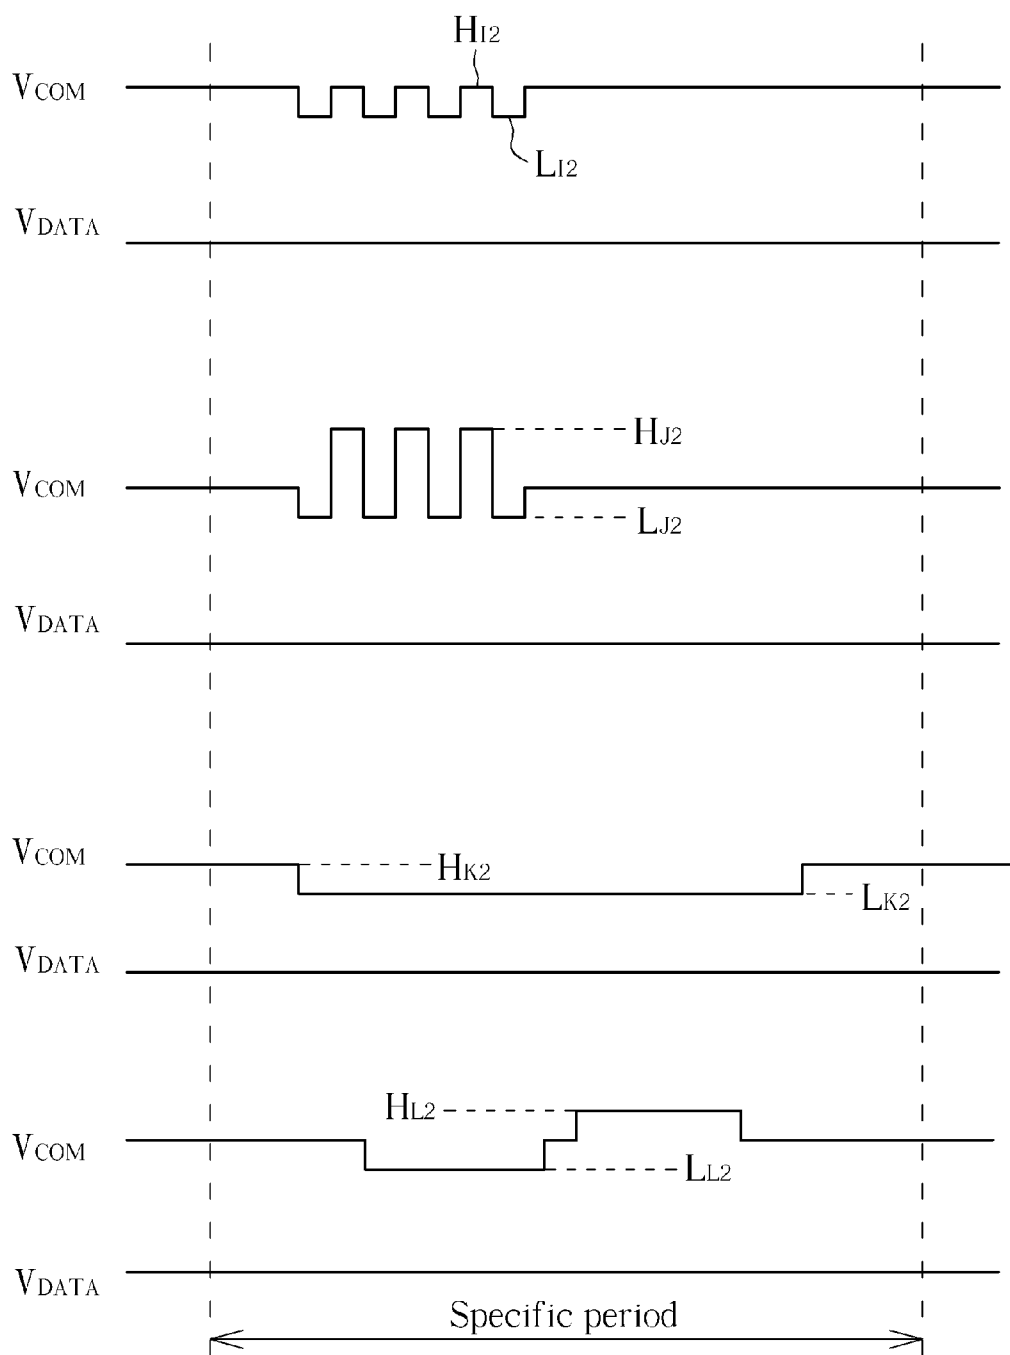 HI2
VCOM
LI2
VDATA
HJ2
VCOM
LJ2
VDATA
VCOM
HK2
LK2
VDATA
HL2
VCOM
LL2
VDATA
Specific period